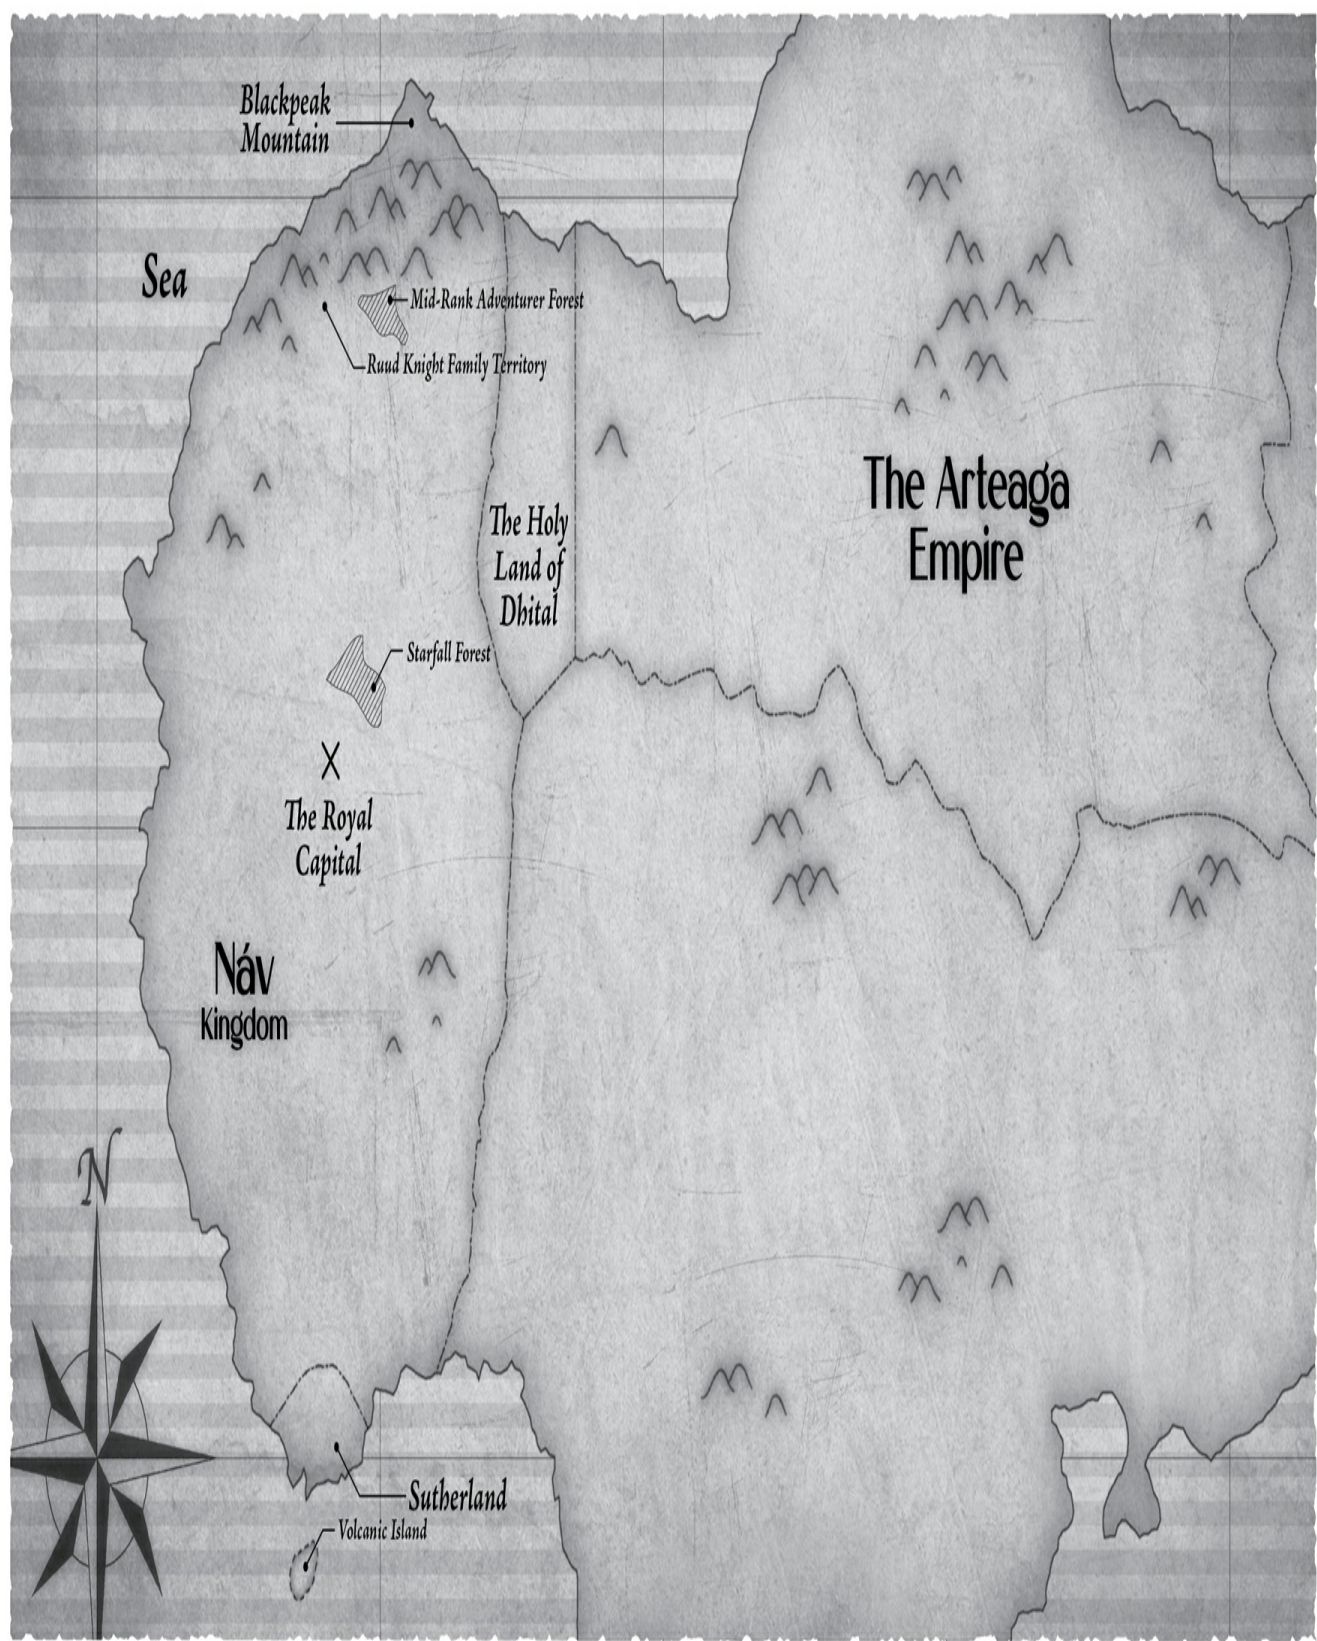 Blackpeak
Mountain
Sea
Mid-Rank Adventurer Forest
Ruud Knight Family Territory
The Arteaga
Empire
The Holy
Land of
Dhital
Starfall Forest
X
The Royal
Capital
Náv
Kingdom
N
Sutherland
Volcanic Island